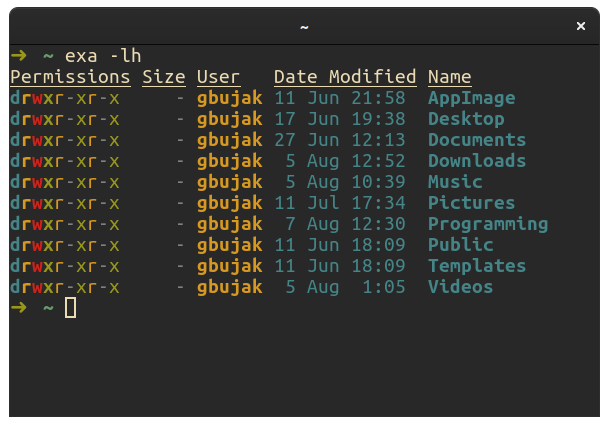 ~
➜ ~ exa -lh
Permissions Size User Date Modified Name
drwxr-xr-x - gbujak 11 Jun 21:58 AppImage
drwxr-xr-x - gbujak 17 Jun 19:38 Desktop
drwxr-xr-x - gbujak 27 Jun 12:13 Documents
drwxr-xr-x - gbujak 5 Aug 12:52 Downloads
drwxr-xr-x - gbujak 5 Aug 10:39 Music
drwxr-xr-x - gbujak 11 Jul 17:34 Pictures
drwxr-xr-x - gbujak 7 Aug 12:30 Programming
drwxr-xr-x - gbujak 11 Jun 18:09 Public
drwxr-xr-x - gbujak 11 Jun 18:09 Templates
drwxr-xr-x - gbujak 5 Aug 1:05 Videos
➜ ~